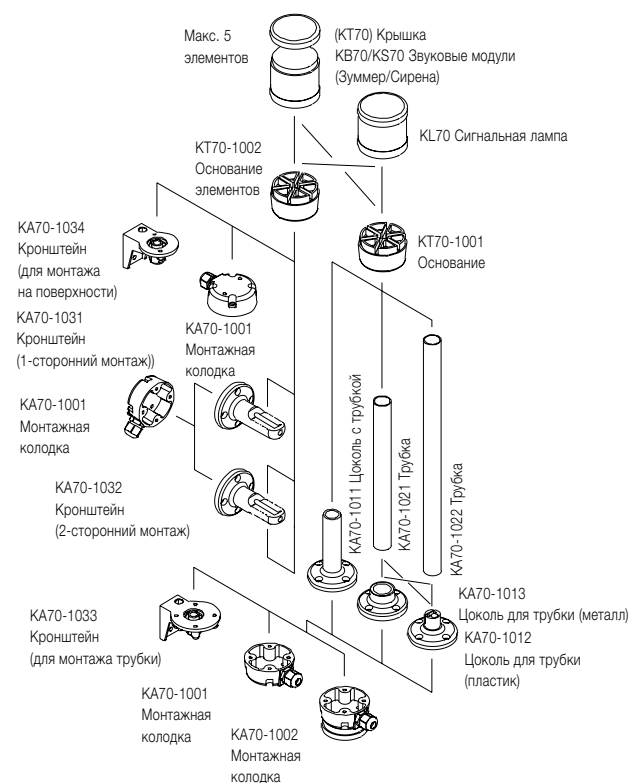 Макс. 5
элементов
(KT70) Крышка
KB70/KS70 Звуковые модули
(Зуммер/Сирена)
KL70 Сигнальная лампа
KT70-1002
Основание
элементов
KT70-1001
Основание
KA70-1034
Кронштейн
(для монтажа
на поверхности)
KA70-1031
Кронштейн
(1-сторонний монтаж))
KA70-1001
Монтажная
колодка
KA70-1001
Монтажная
колодка
KA70-1032
Кронштейн
(2-сторонний монтаж)
KA70-1011 Цоколь с трубкой
KA70-1021 Трубка
KA70-1022 Трубка
KA70-1013
Цоколь для трубки (металл)
KA70-1012
Цоколь для трубки
(пластик)
KA70-1033
Кронштейн
(для монтажа трубки)
KA70-1001
Монтажная
колодка
KA70-1002
Монтажная
колодка